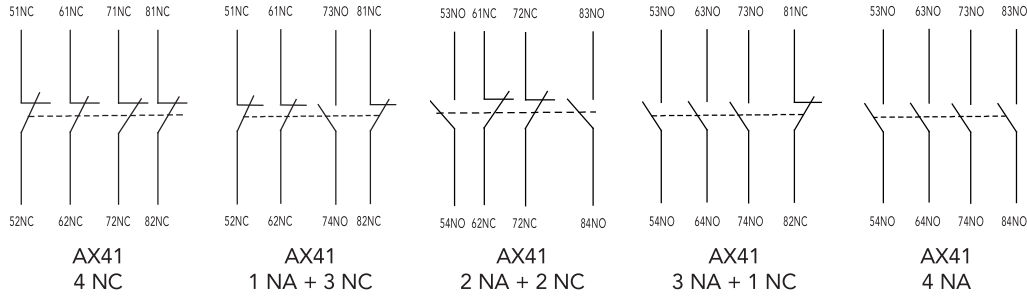 51NC 61NC 71NC 81NC
51NC 61NC 73NO 81NC
53NO 61NC 72NC 83NO
53NO 63NO 73NO 81NC
53NO 63NO 73NO 83NO
52NC 62NC 72NC 82NC
52NC 62NC 74NO 82NC
54NO 62NC 72NC 84NO
54NO 64NO 74NO 82NC
54NO 64NO 74NO 84NO
AX41
4 NC
AX41
1 NA + 3 NC
AX41
2 NA + 2 NC
AX41
3 NA + 1 NC
AX41
4 NA